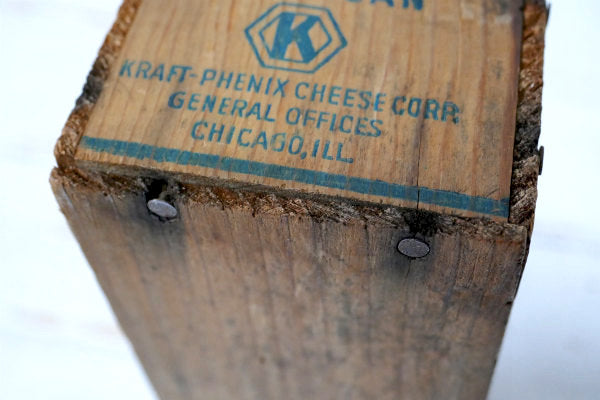 K
KRAFT-PHENIX CHEESE CORP.
GENERAL OFFICES
CHICAGO, ILL.